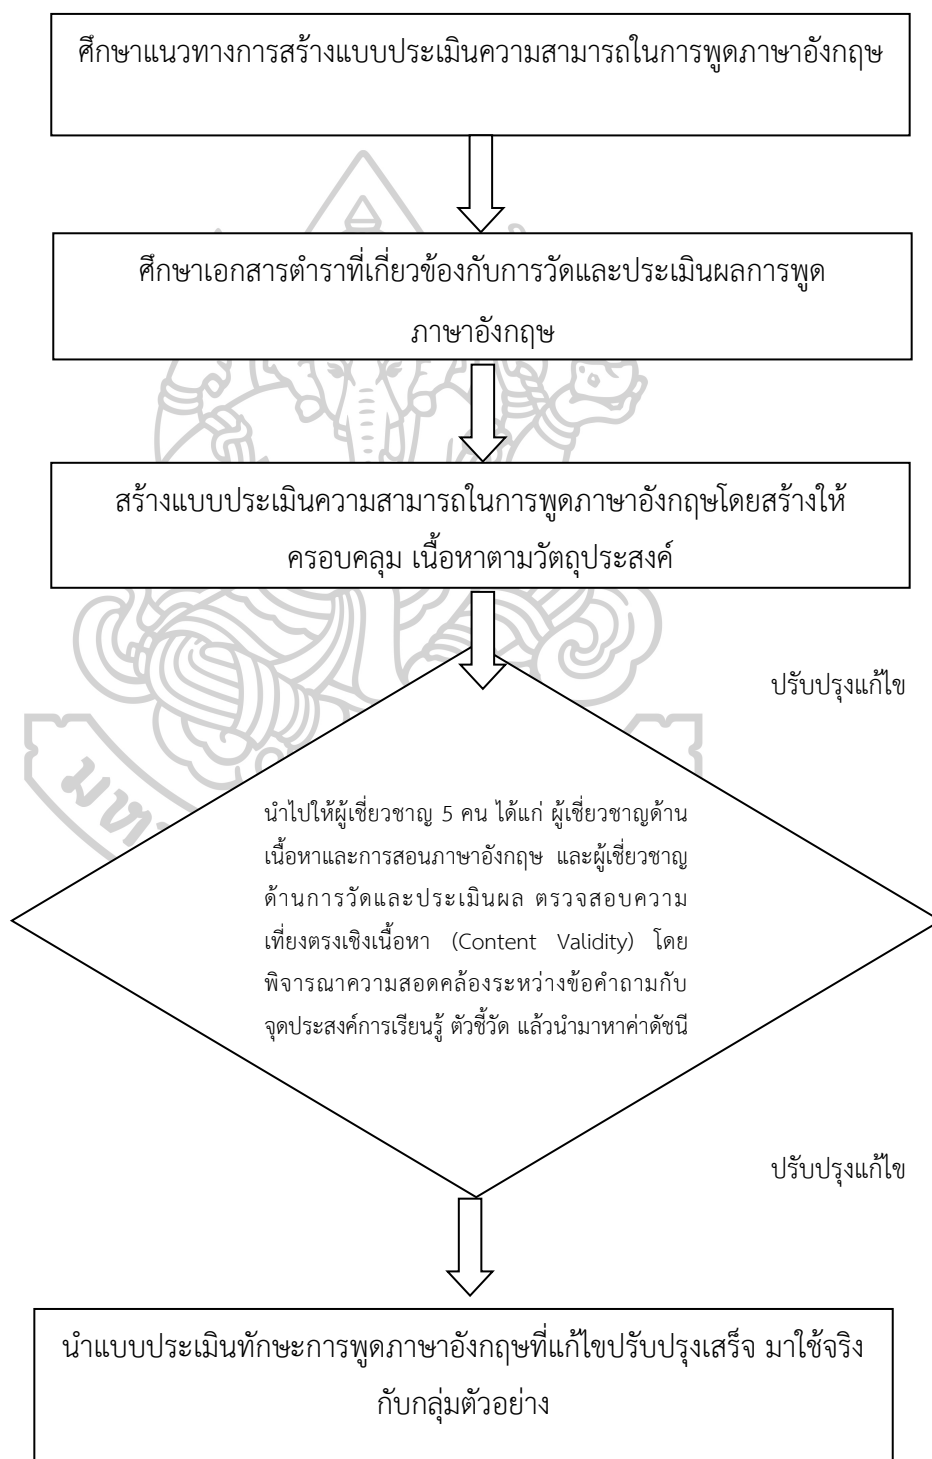 ศึกษาแนวทางการสร้างแบบประเมินความสามารถในการพูดภาษาอังกฤษ
ศึกษาเอกสารตำราที่เกี่ยวข้องกับการวัดและประเมินผลการพูด
ภาษาอังกฤษ
สร้างแบบประเมินความสามารถในการพูดภาษาอังกฤษโดยสร้างให้
ครอบคลุม เนื้อหาตามวัตถุประสงค์
ปรับปรุงแก้ไข
นำไปให้ผู้เชี่ยวชาญ 5 คน ได้แก่ ผู้เชี่ยวชาญด้าน
เนื้อหาและการสอนภาษาอังกฤษ และผู้เชี่ยวชาญ
ด้านการวัดและประเมินผล ตรวจสอบความ
เที่ยงตรงเชิงเนื้อหา (Content Validity) โดย
พิจารณาความสอดคล้องระหว่างข้อคำถามกับ
จุดประสงค์การเรียนรู้ ตัวชี้วัด แล้วนำมาหาค่าดัชนี
ปรับปรุงแก้ไข
นำแบบประเมินทักษะการพูดภาษาอังกฤษที่แก้ไขปรับปรุงเสร็จ มาใช้จริง
กับกลุ่มตัวอย่าง